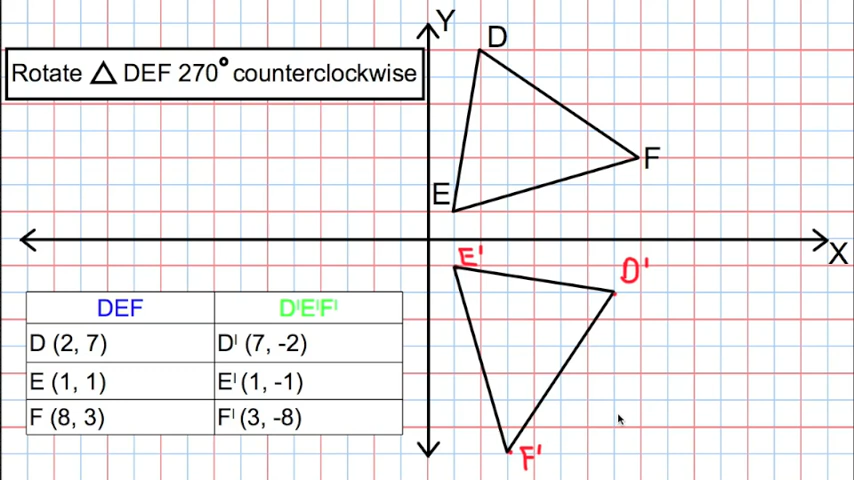 Y
D
Rotate △ DEF 270° counterclockwise
F
E
X
E'
D'
DEF D'E'F'
D (2, 7) D' (7, -2)
E (1, 1) E' (1, -1)
F (8, 3) F' (3, -8)
F'